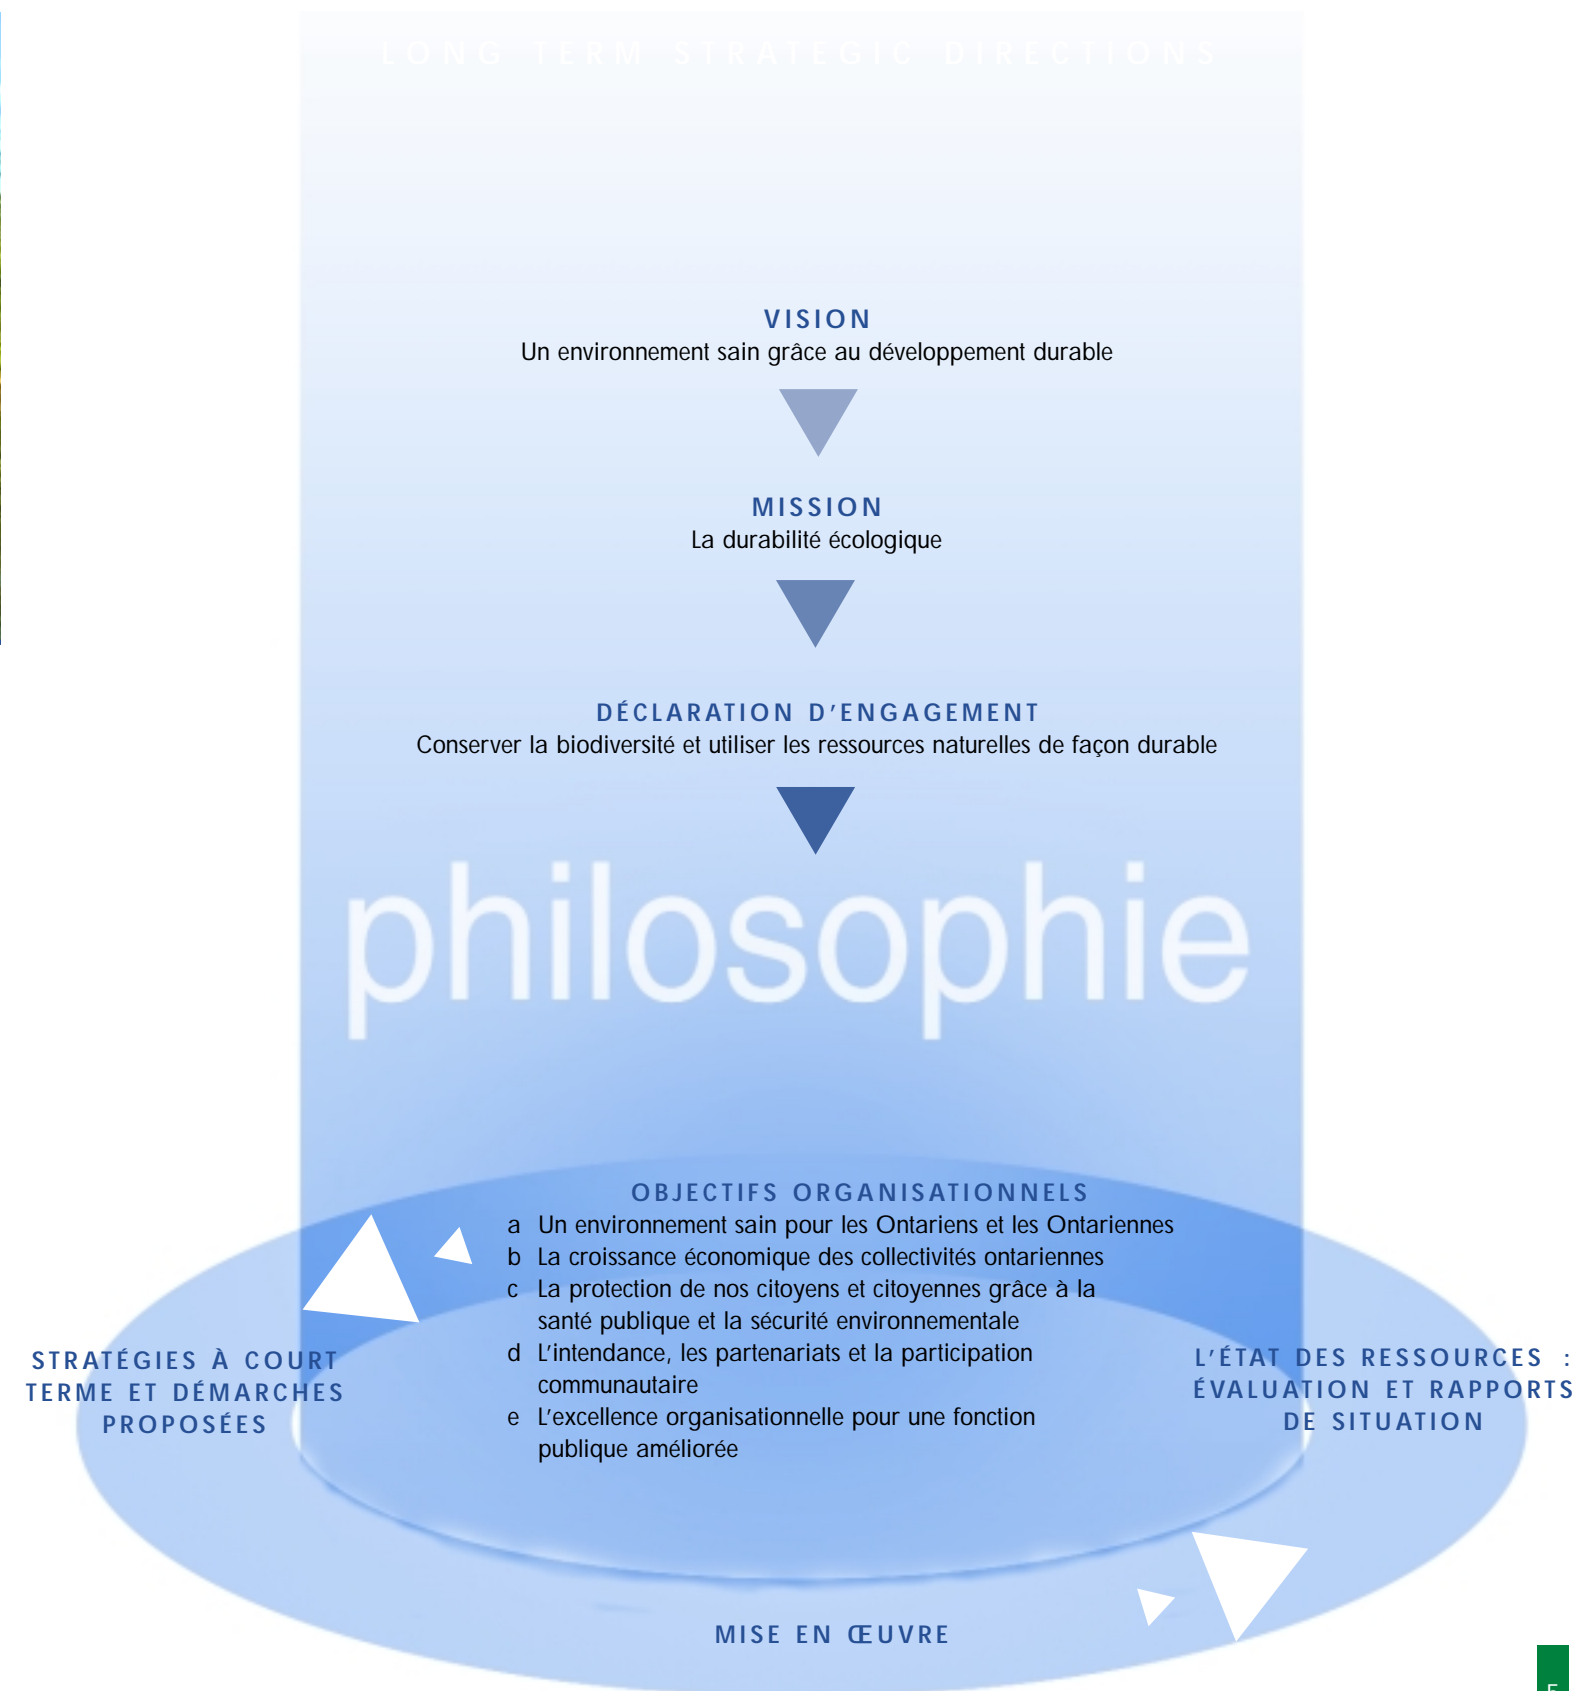 LONG TERM STRATEGIC DIRECTIONS
VISION
Un environnement sain grâce au développement durable
MISSION
La durabilité écologique
DÉCLARATION D'ENGAGEMENT
Conserver la biodiversité et utiliser les ressources naturelles de façon durable
philosophie
OBJECTIFS ORGANISATIONNELS
a Un environnement sain pour les Ontariens et les Ontariennes
b La croissance économique des collectivités ontariennes
c La protection de nos citoyens et citoyennes grâce à la
santé publique et la sécurité environnementale
d L'intendance, les partenariats et la participation
communautaire
e L'excellence organisationnelle pour une fonction
publique améliorée
STRATÉGIES À COURT
TERME ET DÉMARCHES
PROPOSÉES
L'ÉTAT DES RESSOURCES :
ÉVALUATION ET RAPPORTS
DE SITUATION
MISE EN ŒUVRE
5